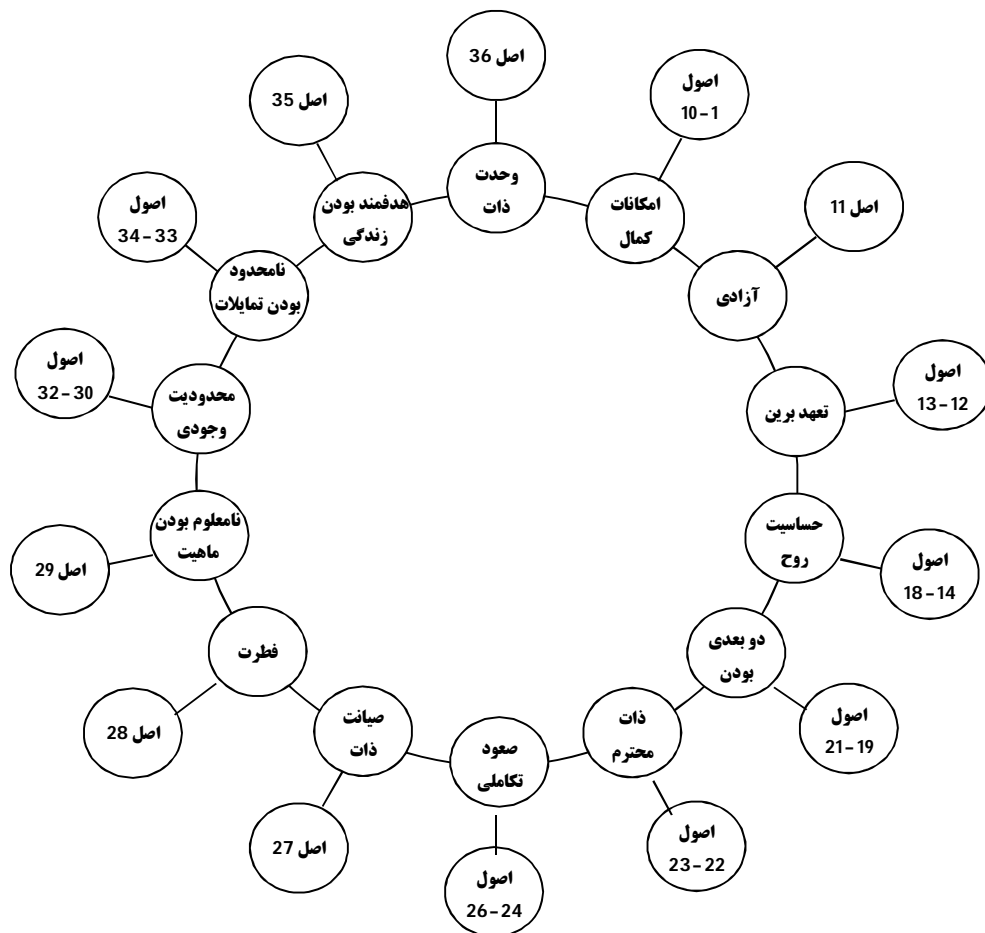 اصل 36
وحدت
ذات
اصول
10-1
امکانات
کمال
اصل 11
آزادی
اصول
13-12
تعهد برین
اصول
18-14
حساسیت
روح
اصول
21-19
دو بعدی
بودن
اصول
23-22
ذات
محترم
اصول
26-24
صعود
تکاملی
اصل 27
صیانت
ذات
اصل 28
فطرت
اصل 29
نامعلوم بودن
ماهیت
اصول
32-30
محدودیت
وجودی
اصول
34-33
نامحدود
بودن تمایلات
اصل 35
هدفمند بودن
زندگی